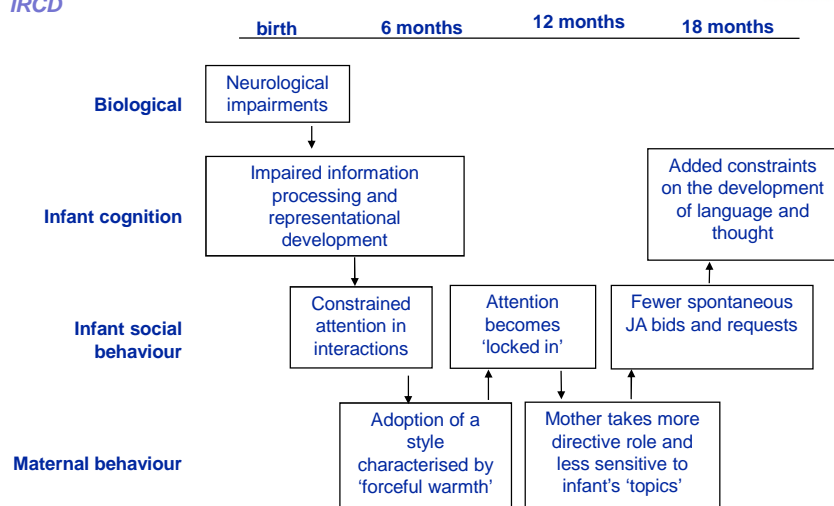 IRCD
birth 6 months 12 months 18 months
Biological
Neurological
impairments
Infant cognition
Impaired information
processing and
representational
development
Added constraints
on the development
of language and
thought
Infant social
behaviour
Constrained
attention in
interactions
Attention
becomes
‘locked in’
Fewer spontaneous
JA bids and requests
Maternal behaviour
Adoption of a
style
characterised by
‘forceful warmth’
Mother takes more
directive role and
less sensitive to
infant’s ‘topics’